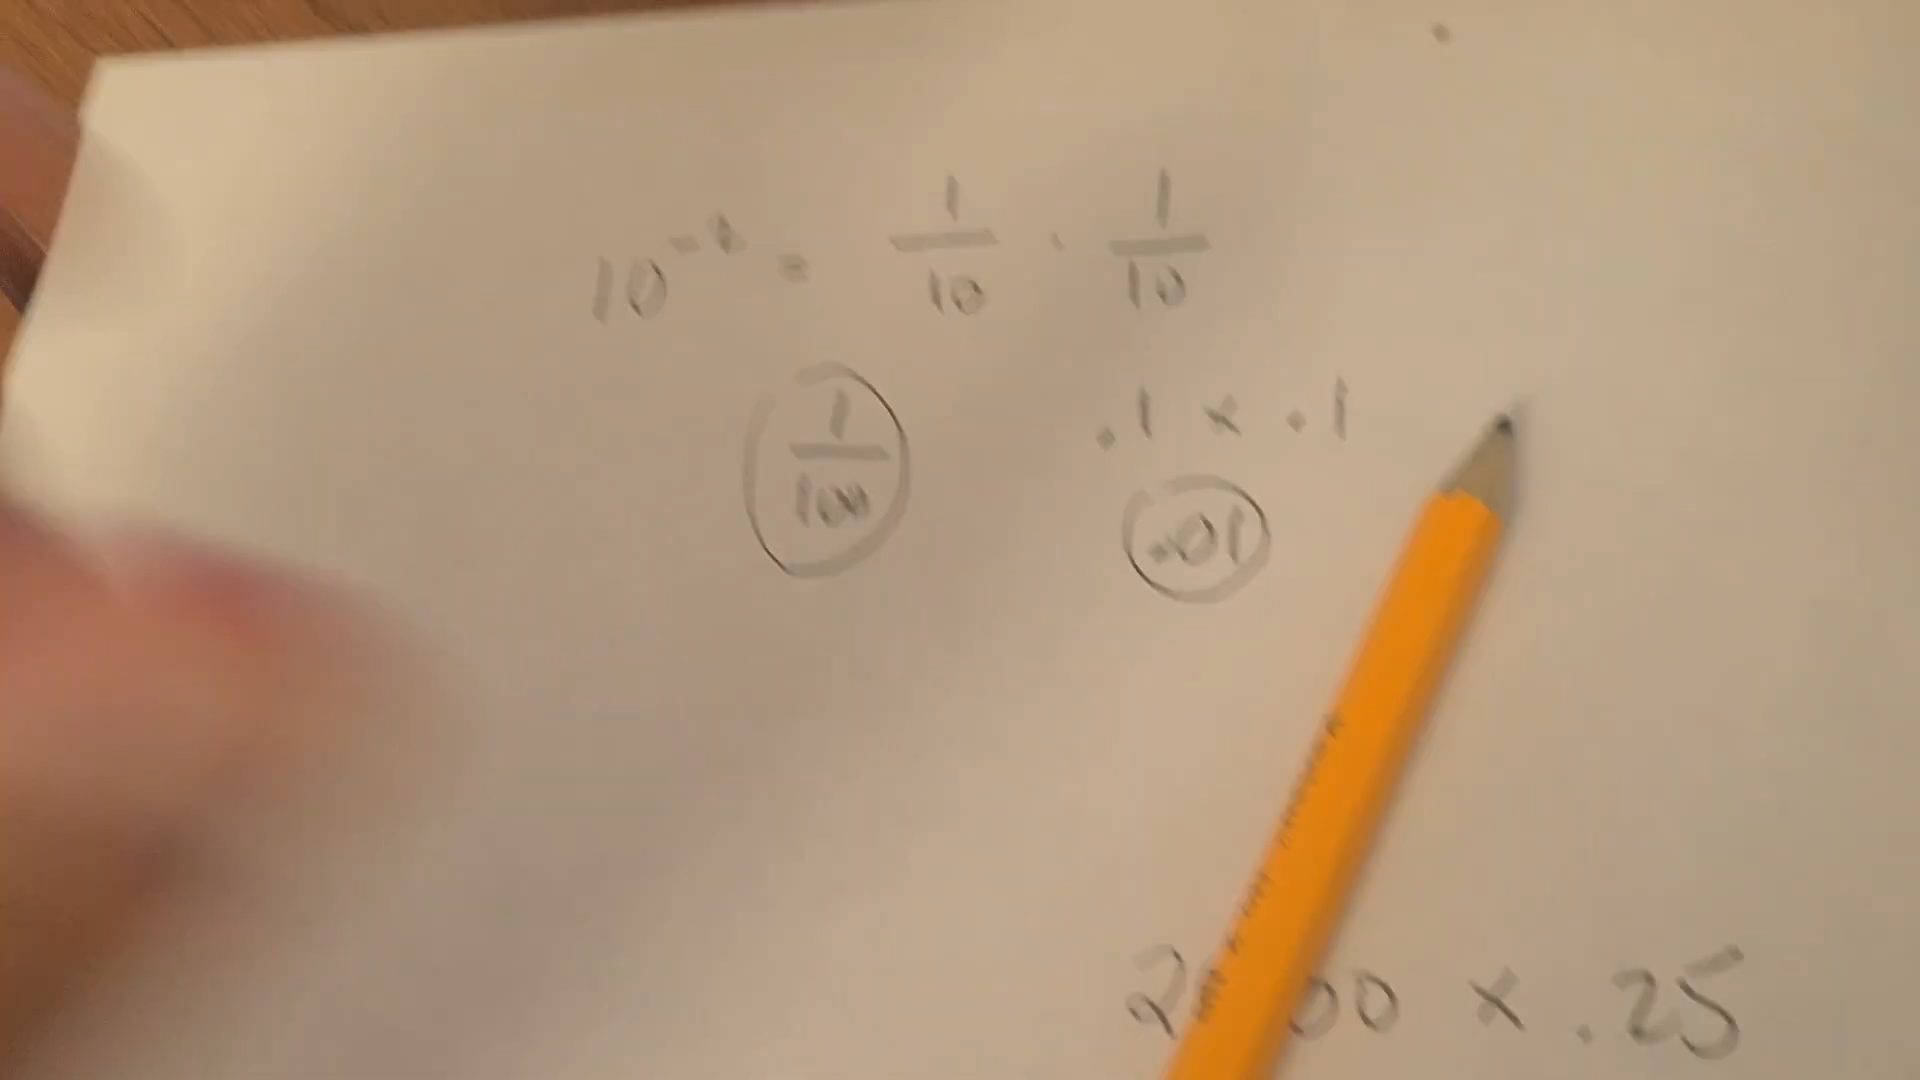 10⁻² = 1/10 · 1/10
1/100
.1 x .1
.01
x .25